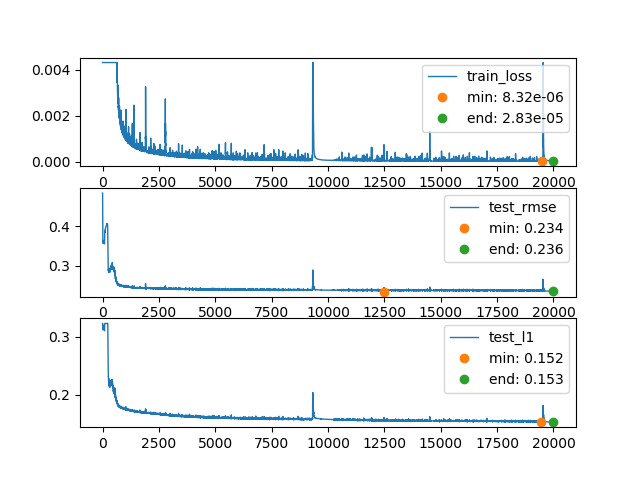 0.004
0.002
0.000
train_loss
min: 8.32e-06
end: 2.83e-05
0 2500 5000 7500 10000 12500 15000 17500 20000
0.4
0.3
test_rmse
min: 0.234
end: 0.236
0 2500 5000 7500 10000 12500 15000 17500 20000
0.3
0.2
test_l1
min: 0.152
end: 0.153
0 2500 5000 7500 10000 12500 15000 17500 20000